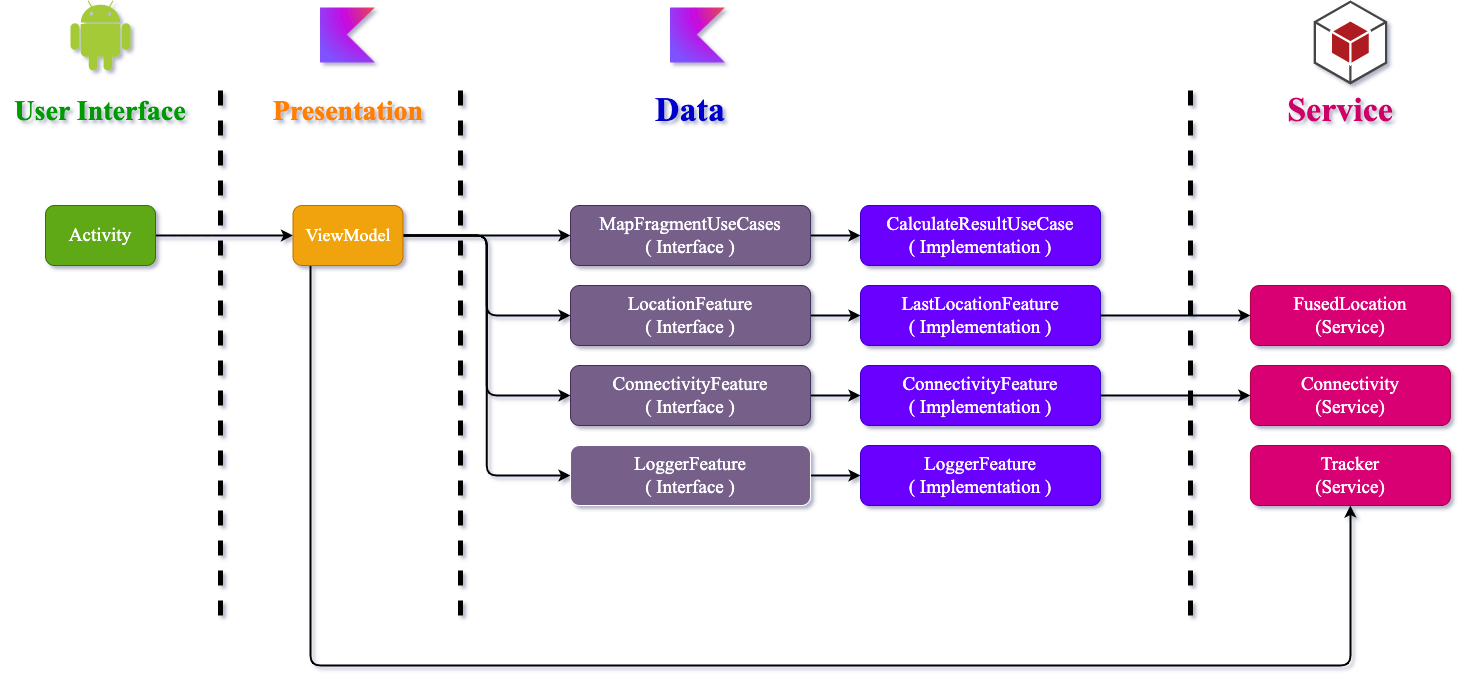 User Interface
Presentation
Data
Service
Activity
ViewModel
MapFragmentUseCases
( Interface )
CalculateResultUseCase
( Implementation )
LocationFeature
( Interface )
LastLocationFeature
( Implementation )
FusedLocation
(Service)
ConnectivityFeature
( Interface )
ConnectivityFeature
( Implementation )
Connectivity
(Service)
LoggerFeature
( Interface )
LoggerFeature
( Implementation )
Tracker
(Service)